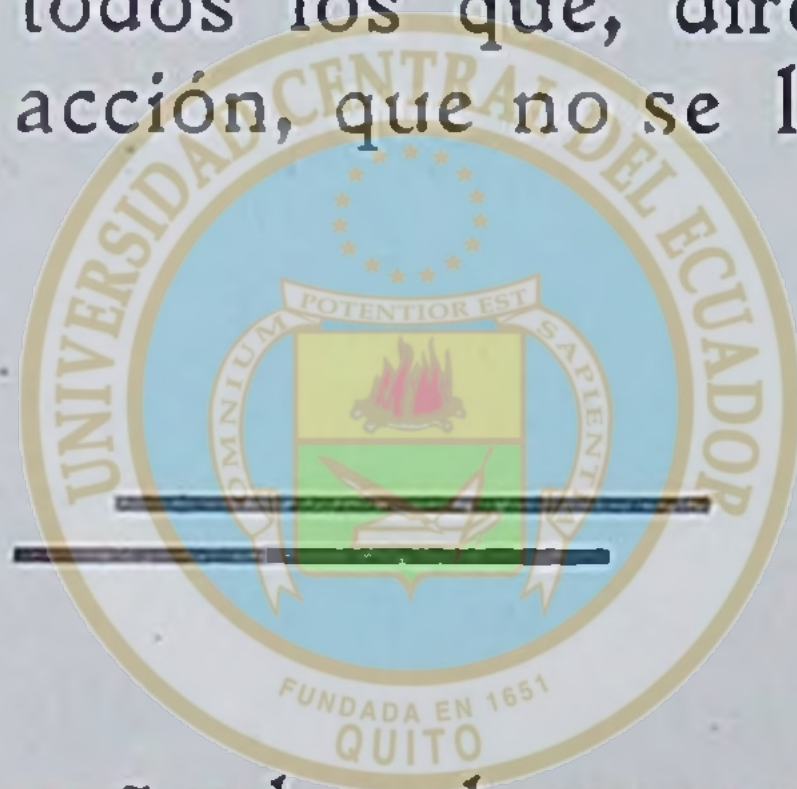 todos los que,
acción, que no se
UNIVERSIDAD CENTRAL DEL ECUADOR
OMNIUM POTENTIOR EST SAPIENTIA
FUNDADA EN 1651
QUITO